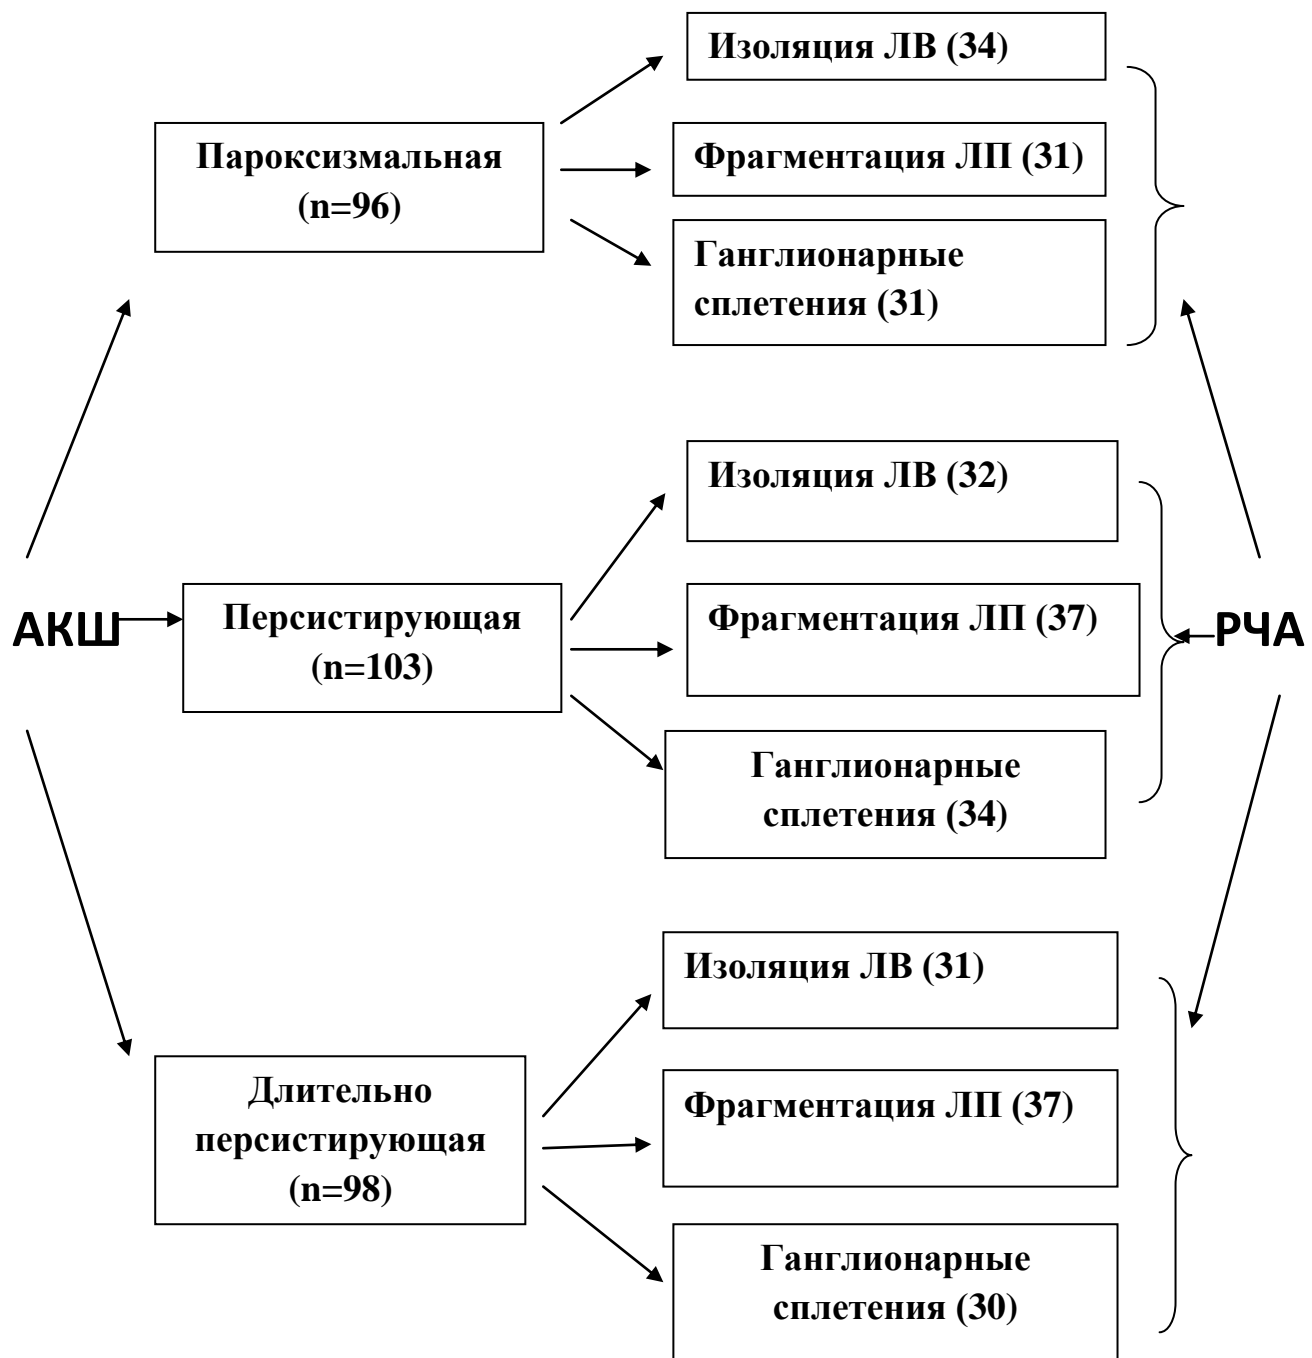 Изоляция ЛВ (34)
Пароксизмальная
(n=96)
Фрагментация ЛП (31)
Ганглионарные
сплетения (31)
АКШ
Персистирующая
(n=103)
Изоляция ЛВ (32)
Фрагментация ЛП (37)
Ганглионарные
сплетения (34)
РЧА
Длительно
персистирующая
(n=98)
Изоляция ЛВ (31)
Фрагментация ЛП (37)
Ганглионарные
сплетения (30)